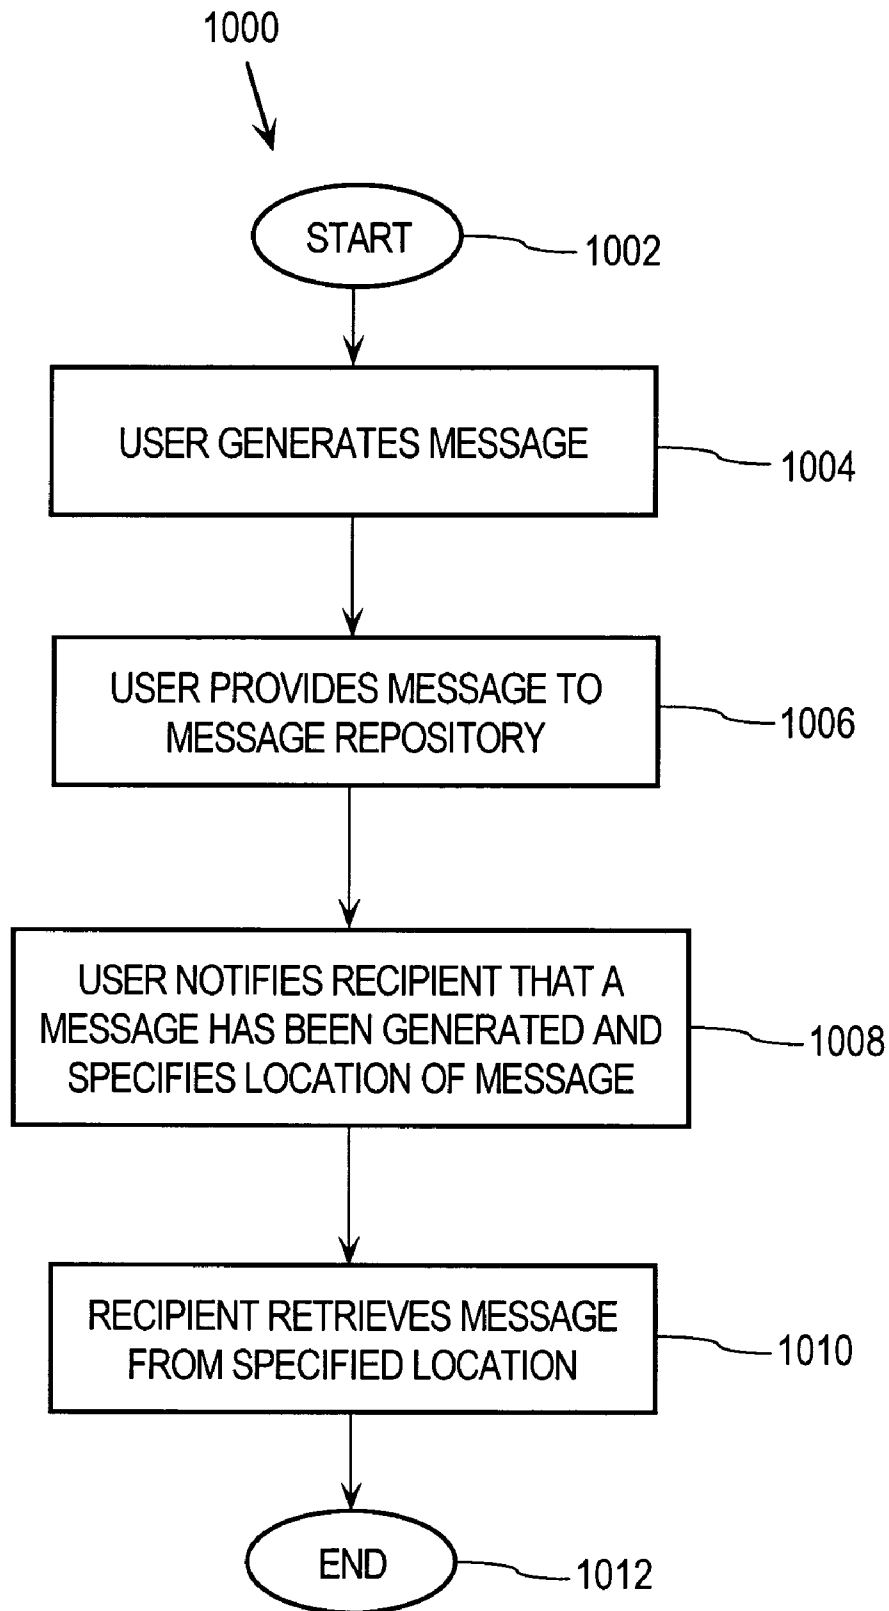 1000
START
1002
USER GENERATES MESSAGE
1004
USER PROVIDES MESSAGE TO
MESSAGE REPOSITORY
1006
USER NOTIFIES RECIPIENT THAT A
MESSAGE HAS BEEN GENERATED AND
SPECIFIES LOCATION OF MESSAGE
1008
RECIPIENT RETRIEVES MESSAGE
FROM SPECIFIED LOCATION
1010
END
1012